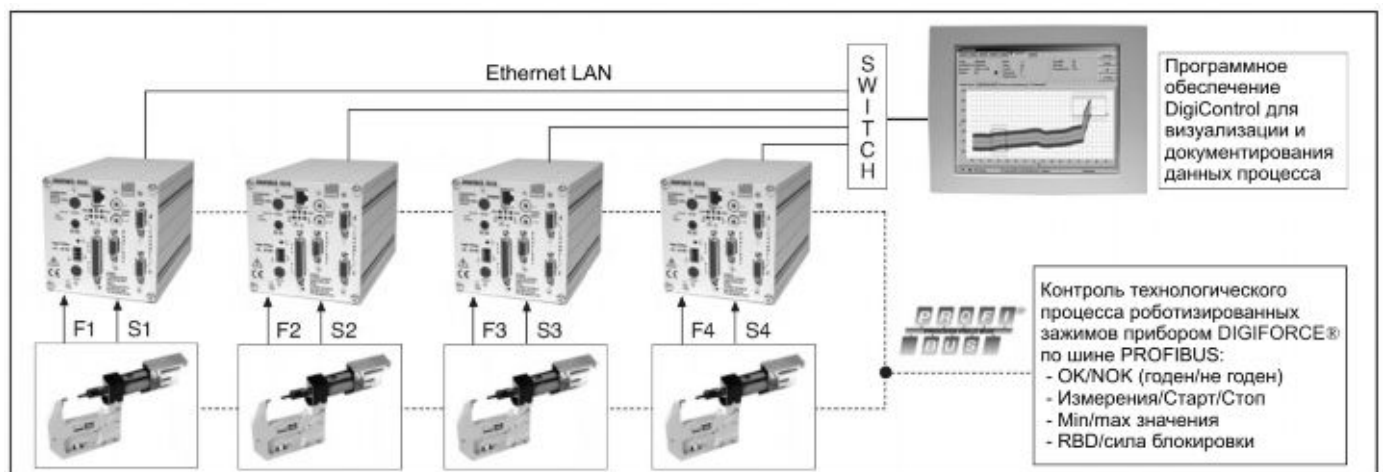 Ethernet LAN
SWITCH
Программное
обеспечение
DigiControl для
визуализации и
документирования
данных процесса
F1
S1
F2
S2
F3
S3
F4
S4
PROFI®
BUS
Контроль технологического
процесса роботизированных
зажимов прибором DIGIFORCE®
по шине PROFIBUS:
- OK/NOK (годен/не годен)
- Измерения/Старт/Стоп
- Min/max значения
- RBD/сила блокировки